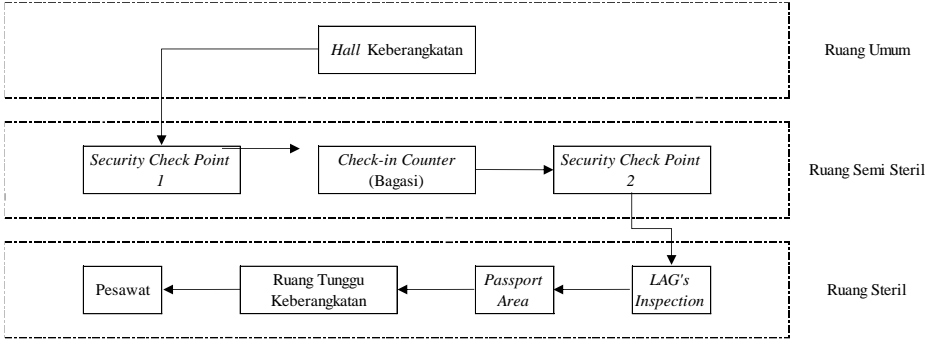 Hall Keberangkatan
Ruang Umum
Security Check Point
1
Check-in Counter
(Bagasi)
Security Check Point
2
Ruang Semi Steril
Pesawat
Ruang Tunggu
Keberangkatan
Passport
Area
LAG's
Inspection
Ruang Steril